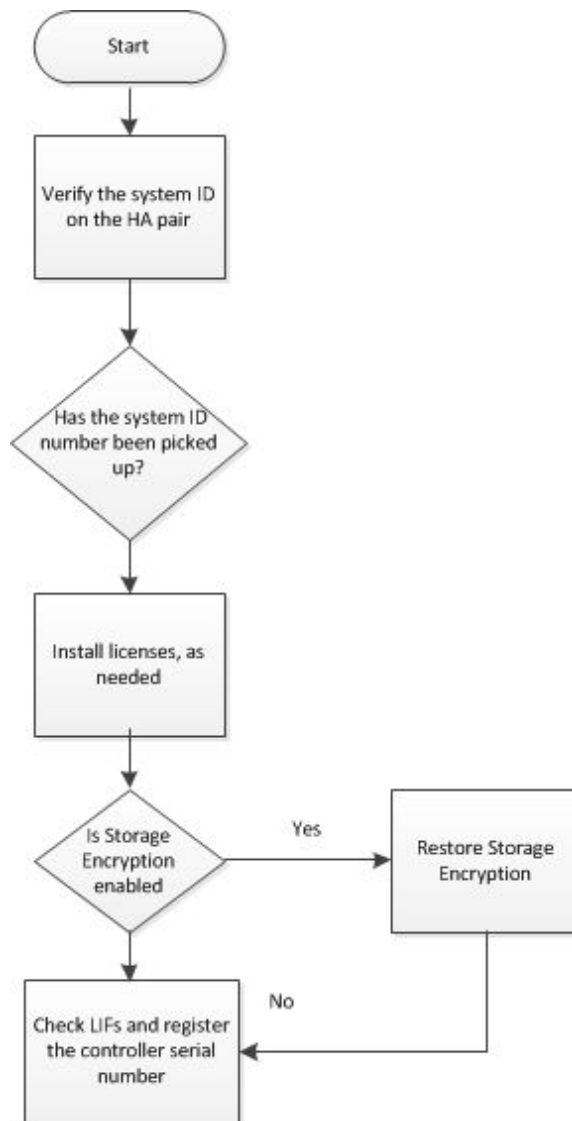 Start
Verify the system ID
on the HA pair
Has the system ID
number been picked
up?
Install licenses, as
needed
Is Storage
Encryption
enabled
Yes
Restore Storage
Encryption
No
Check LIFs and register
the controller serial
number